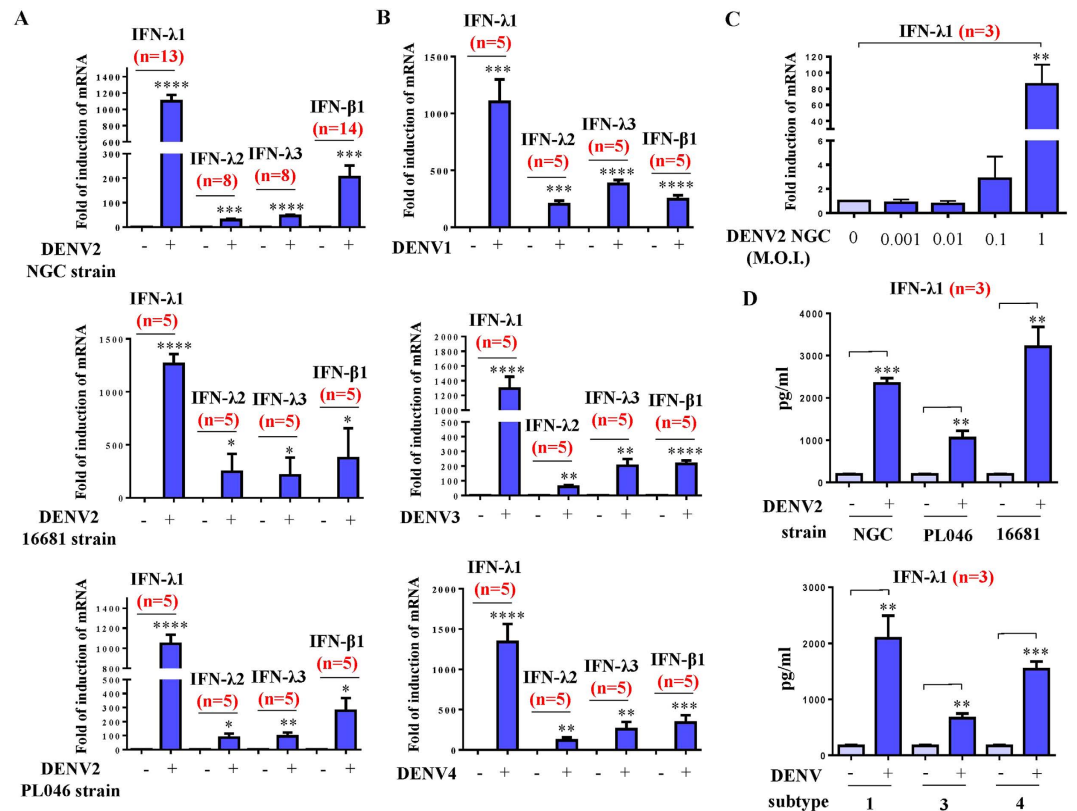 A
IFN-λ1
(n=13)
****
IFN-β1
(n=14)
IFN-λ2
(n=8)
IFN-λ3
(n=8)
***
****
***
Fold of induction of mRNA
1400
1200
1000
800
600
400
300
200
100
0
- + - + - + - +
DENV2
NGC strain
IFN-λ1
(n=5)
****
IFN-λ2
(n=5)
IFN-λ3
(n=5)
IFN-β1
(n=5)
*
*
*
Fold of induction of mRNA
1500
1000
500
0
- + - + - + - +
DENV2
16681 strain
IFN-λ1
(n=5)
****
IFN-λ2
(n=5)
IFN-λ3
(n=5)
IFN-β1
(n=5)
*
**
*
Fold of induction of mRNA
1400
1200
1000
800
600
400
300
200
100
0
- + - + - + - +
DENV2
PL046 strain
B
IFN-λ1
(n=5)
***
IFN-λ2
(n=5)
IFN-λ3
(n=5)
IFN-β1
(n=5)
***
****
****
Fold of induction of mRNA
1500
1000
500
0
- + - + - + - +
DENV1
IFN-λ1
(n=5)
****
IFN-λ2
(n=5)
IFN-λ3
(n=5)
IFN-β1
(n=5)
**
**
****
Fold of induction of mRNA
2000
1800
1600
1400
1200
1000
800
600
400
300
200
100
0
- + - + - + - +
DENV3
IFN-λ1
(n=5)
****
IFN-λ2
(n=5)
IFN-λ3
(n=5)
IFN-β1
(n=5)
**
**
***
Fold of induction of mRNA
2000
1500
1000
500
0
- + - + - + - +
DENV4
C
IFN-λ1 (n=3)
**
Fold induction of mRNA
120
100
80
60
40
20
6
4
2
0
DENV2 NGC
(M.O.I.)
0 0.001 0.01 0.1 1
D
IFN-λ1 (n=3)
***
**
**
pg/ml
4000
3000
2000
1000
0
DENV2 - + - + - +
strain NGC PL046 16681
IFN-λ1 (n=3)
**
**
***
pg/ml
3000
2000
1000
0
DENV - + - + - +
subtype 1 3 4